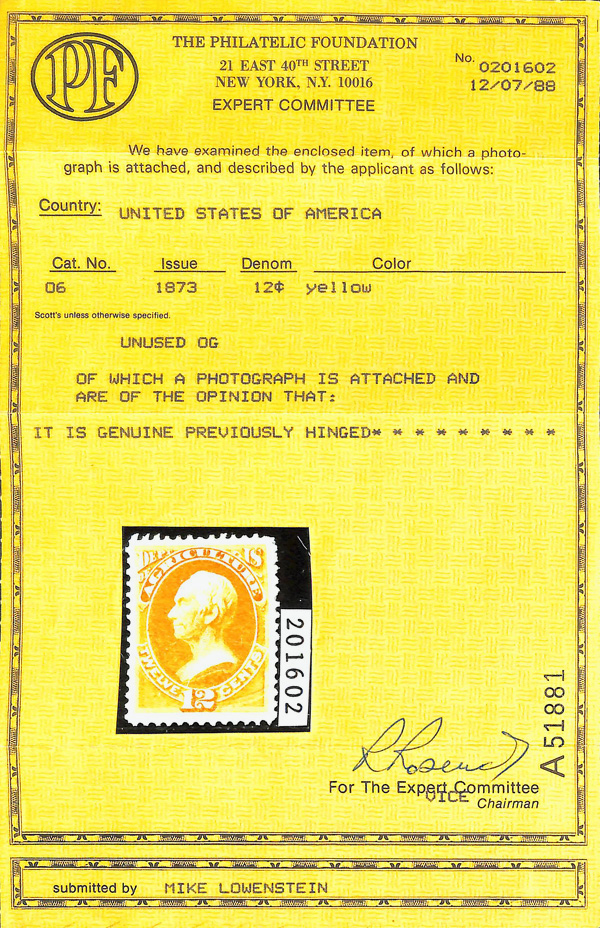 PF
THE PHILATELIC FOUNDATION
21 EAST 40TH STREET
NEW YORK, N.Y. 10016
EXPERT COMMITTEE
No. 0201602
12/07/88
We have examined the enclosed item, of which a photo-
graph is attached, and described by the applicant as follows:
Country: UNITED STATES OF AMERICA
Cat. No. Issue Denom Color
O6 1873 12¢ yellow
Scott's unless otherwise specified.
UNUSED OG
OF WHICH A PHOTOGRAPH IS ATTACHED AND
ARE OF THE OPINION THAT:
IT IS GENUINE PREVIOUSLY HINGED* * * * * * * * *
TWELVE 12 CENTS
201602
A 51881
For The Expert Committee
VICE Chairman
submitted by MIKE LOWENSTEIN